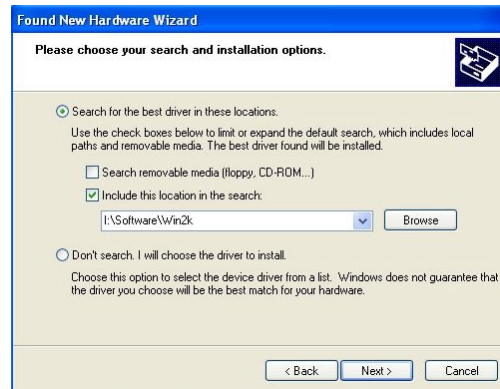 Found New Hardware Wizard
Please choose your search and installation options.
Search for the best driver in these locations.
Use the check boxes below to limit or expand the default search, which includes local
paths and removable media. The best driver found will be installed.
Search removable media (floppy, CD-ROM...)
Include this location in the search:
I:\Software\Win2k
Browse
Don't search. I will choose the driver to install.
Choose this option to select the device driver from a list. Windows does not guarantee that
the driver you choose will be the best match for your hardware.
< Back Next > Cancel